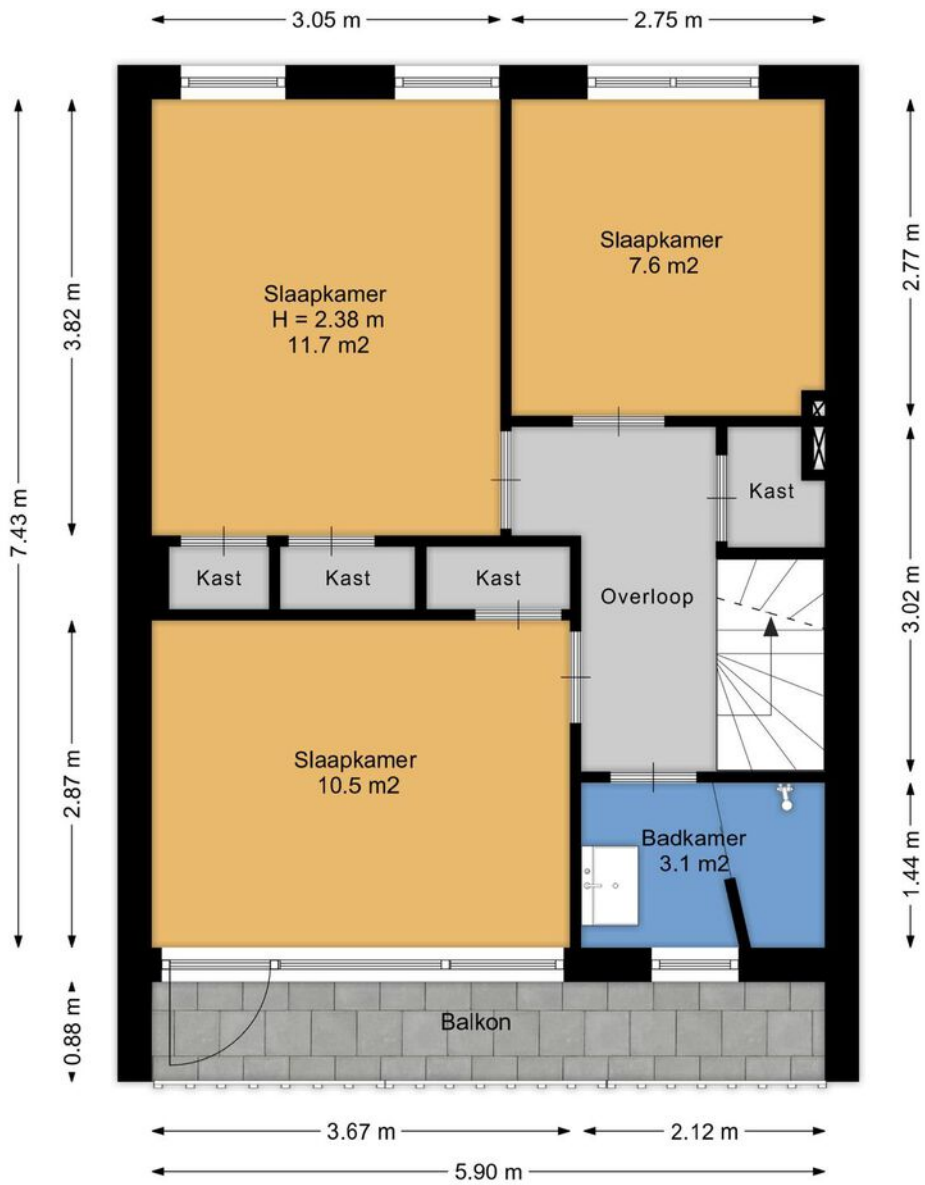 3.05 m
2.75 m
7.43 m
3.82 m
2.77 m
Slaapkamer
7.6 m2
Slaapkamer
H = 2.38 m
11.7 m2
Kast
Kast
Kast
Kast
Overloop
3.02 m
2.87 m
Slaapkamer
10.5 m2
Badkamer
3.1 m2
1.44 m
0.88 m
Balkon
3.67 m
2.12 m
5.90 m